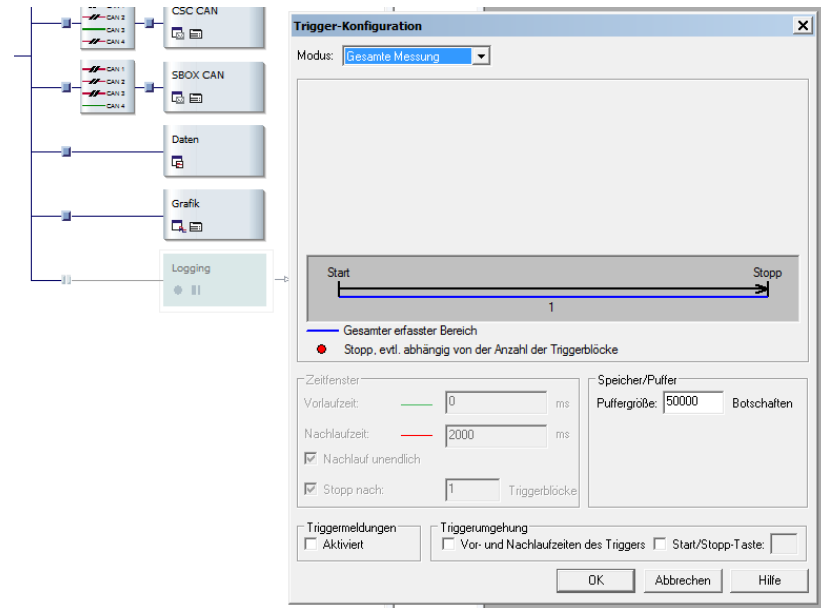 CSC CAN
CAN 2
CAN 3
CAN 4
CAN 1
CAN 2
CAN 3
CAN 4
SBOX CAN
Daten
Grafik
Logging
Trigger-Konfiguration
Modus: Gesamte Messung
Start Stopp
1
Gesamter erfasster Bereich
Stopp, evtl. abhängig von der Anzahl der Triggerblöcke
Zeitfenster
Vorlaufzeit: 0 ms
Nachlaufzeit: 2000 ms
Nachlauf unendlich
Stopp nach: 1 Triggerblöcke
Speicher/Puffer
Puffergröße: 50000 Botschaften
Triggermeldungen
Aktiviert
Triggerumgehung
Vor- und Nachlaufzeiten des Triggers Start/Stopp-Taste:
OK Abbrechen Hilfe